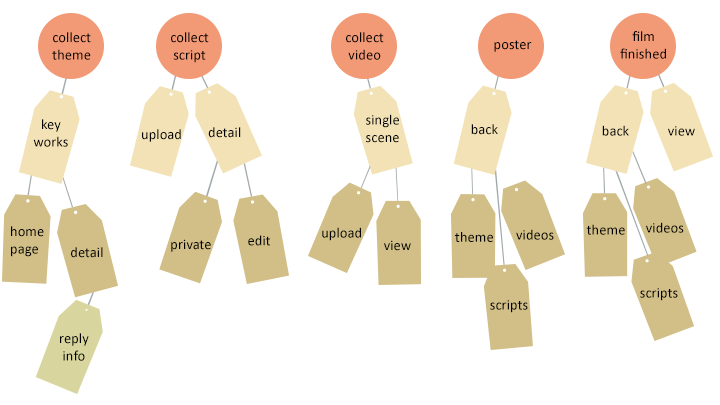 collect
theme
collect
script
collect
video
poster
film
finished
key
works
upload
detail
single
scene
back
back
view
home
page
detail
private
edit
upload
view
theme
videos
scripts
theme
videos
scripts
reply
info